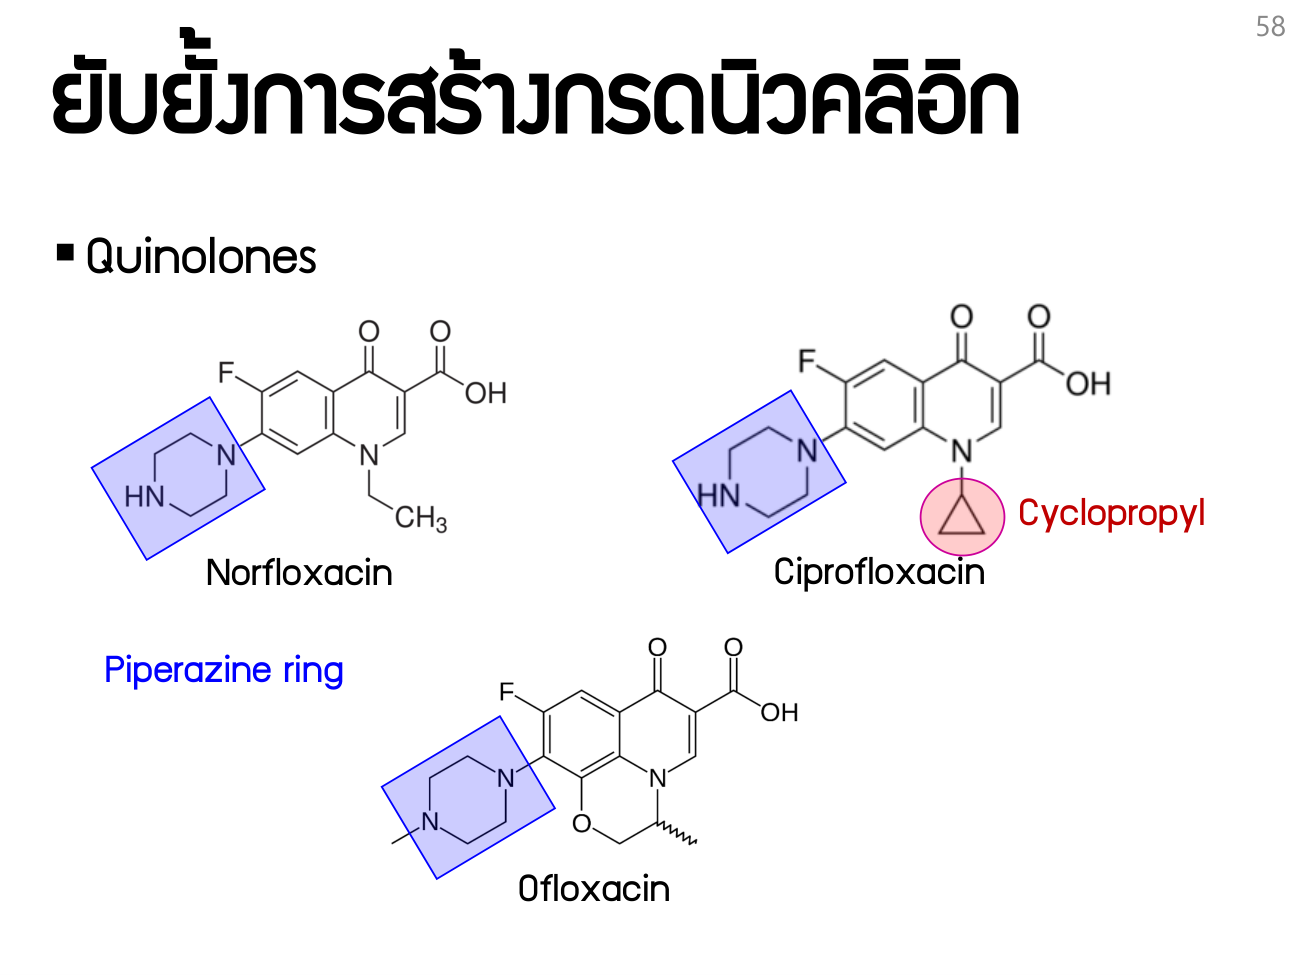 58
ยับยั้งการสร้างกรดนิวคลิอิก
▪ Quinolones
O O
F
OH
N N
HN
CH3
Norfloxacin
O O
F
OH
N N
HN
Cyclopropyl
Ciprofloxacin
Piperazine ring
O O
F
OH
N N
N O
Ofloxacin